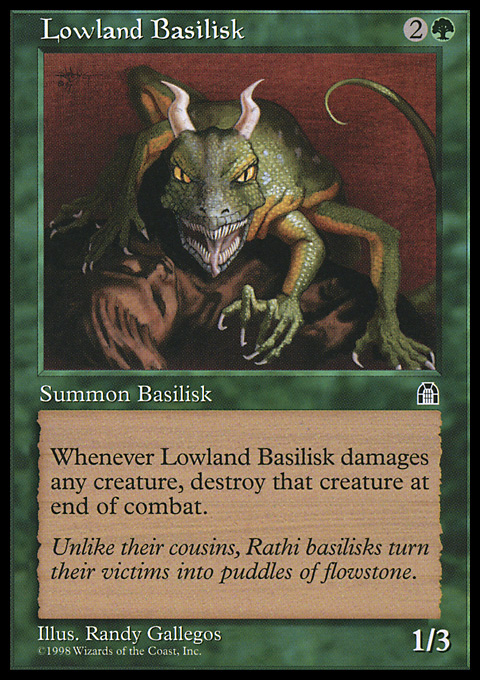 Lowland Basilisk 2
Summon Basilisk
Whenever Lowland Basilisk damages
any creature, destroy that creature at
end of combat.
Unlike their cousins, Rathi basilisks turn
their victims into puddles of flowstone.
Illus. Randy Gallegos
©1998 Wizards of the Coast, Inc.
1/3